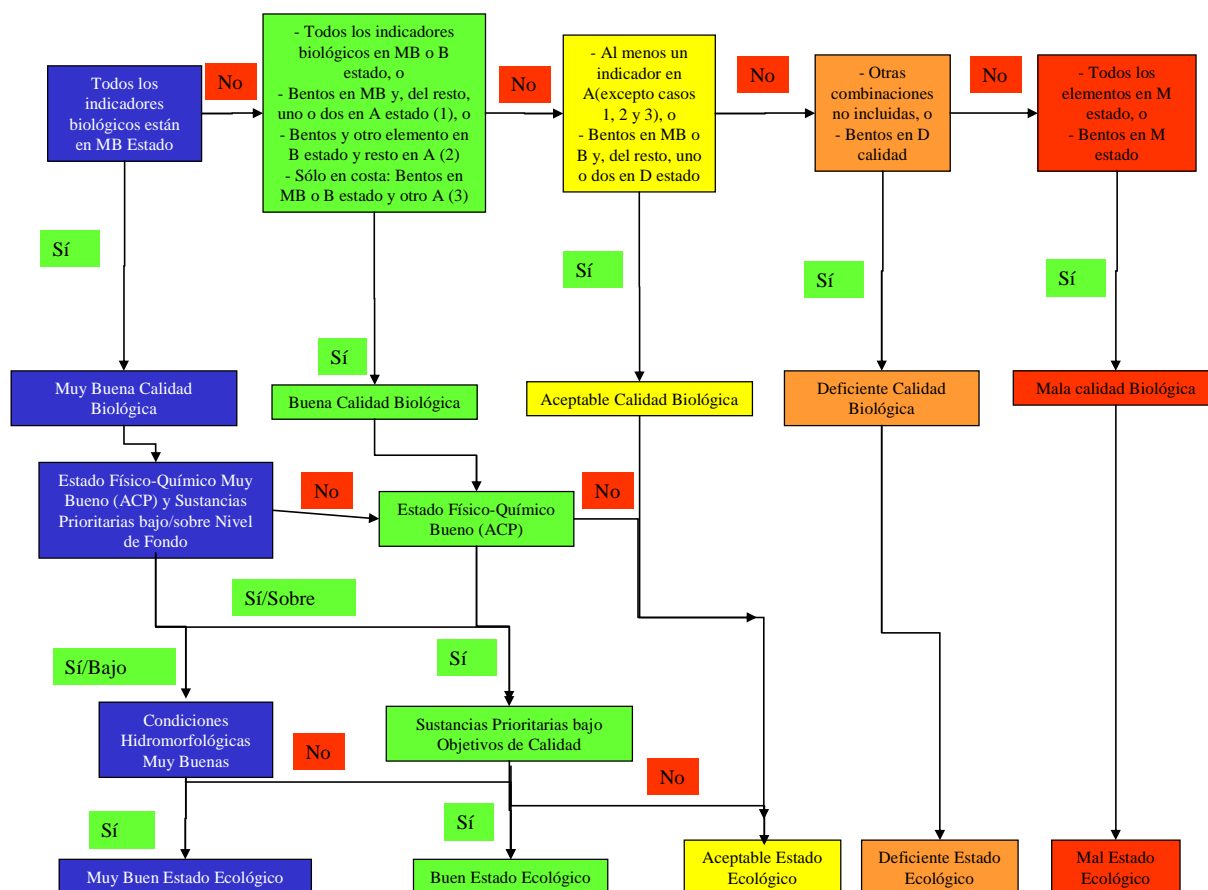 Todos los
indicadores
biológicos están
en MB Estado
No
- Todos los indicadores
biológicos en MB o B
estado, o
- Bentos en MB y, del resto,
uno o dos en A estado (1), o
- Bentos y otro elemento en
B estado y resto en A (2)
- Sólo en costa: Bentos en
MB o B estado y otro A (3)
No
- Al menos un
indicador en
A(excepto casos
1, 2 y 3), o
- Bentos en MB o
B y, del resto, uno
o dos en D estado
No
- Otras
combinaciones
no incluidas, o
- Bentos en D
calidad
No
- Todos los
elementos en M
estado, o
- Bentos en M
estado
Sí
Sí
Sí
Sí
Sí
Muy Buena Calidad
Biológica
Buena Calidad Biológica
Aceptable Calidad Biológica
Deficiente Calidad
Biológica
Mala calidad Biológica
Estado Físico-Químico Muy
Bueno (ACP) y Sustancias
Prioritarias bajo/sobre Nivel
de Fondo
No
Estado Físico-Químico
Bueno (ACP)
No
Sí/Sobre
Sí/Bajo
Sí
Condiciones
Hidromorfológicas
Muy Buenas
No
Sustancias Prioritarias bajo
Objetivos de Calidad
No
Sí
Sí
Muy Buen Estado Ecológico
Buen Estado Ecológico
Aceptable Estado
Ecológico
Deficiente Estado
Ecológico
Mal Estado
Ecológico